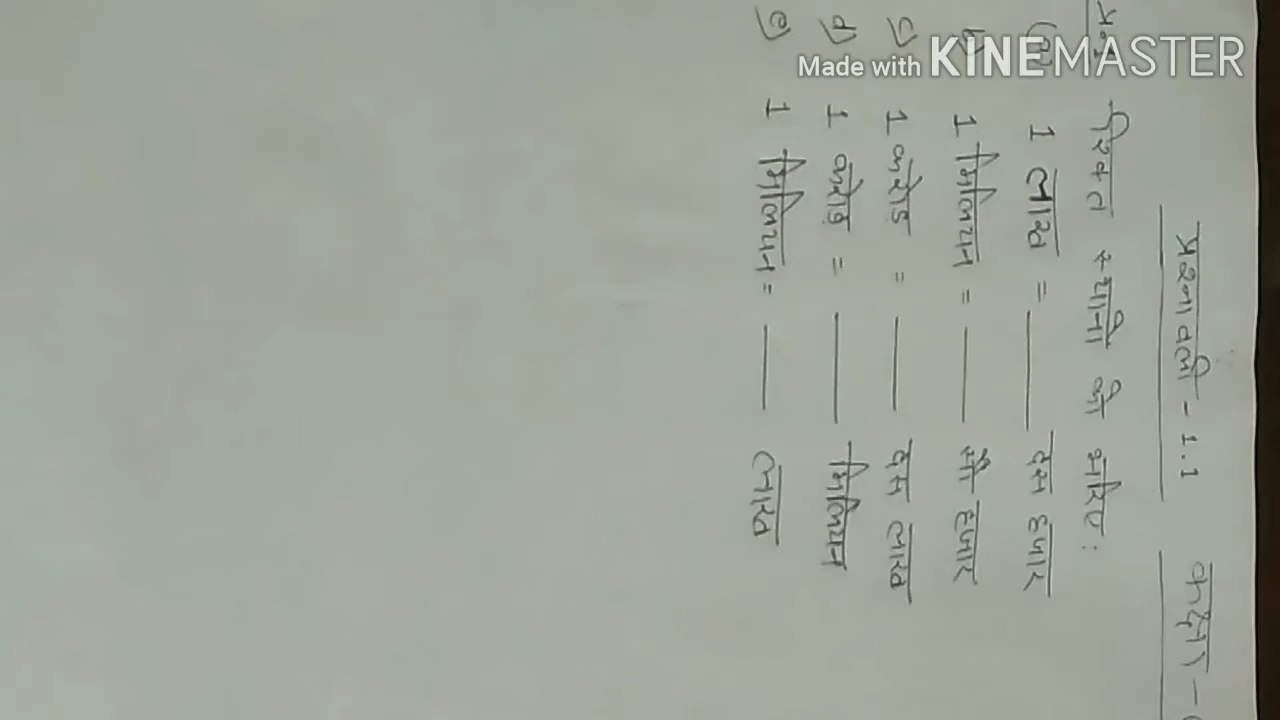 प्रश्नावली - 1.1 कक्षा -
प्रश्न
रिक्त स्थानों को भरिए:
1 लाख = ____ दस हजार
b) 1 मिलियन = ____ सौ हजार
c) 1 करोड़ = ____ दस लाख
d) 1 करोड़ = ____ मिलियन
e) 1 मिलियन = ____ लाख
Made with KINEMASTER